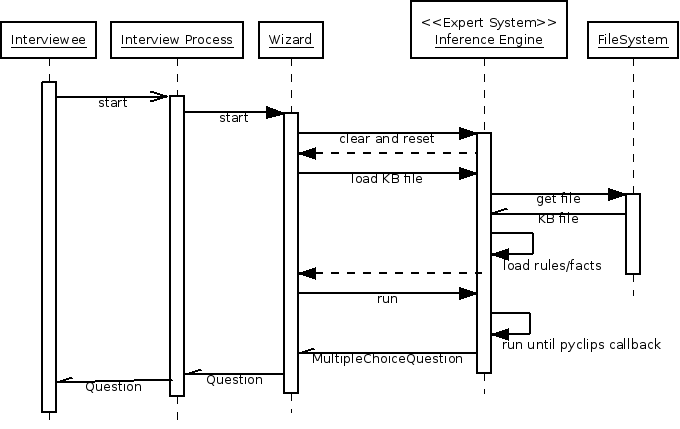 Interviewee
Interview Process
Wizard
<<Expert System>>
Inference Engine
FileSystem
start
start
clear and reset
load KB file
get file
KB file
load rules/facts
run
run until pyclips callback
MultipleChoiceQuestion
Question
Question